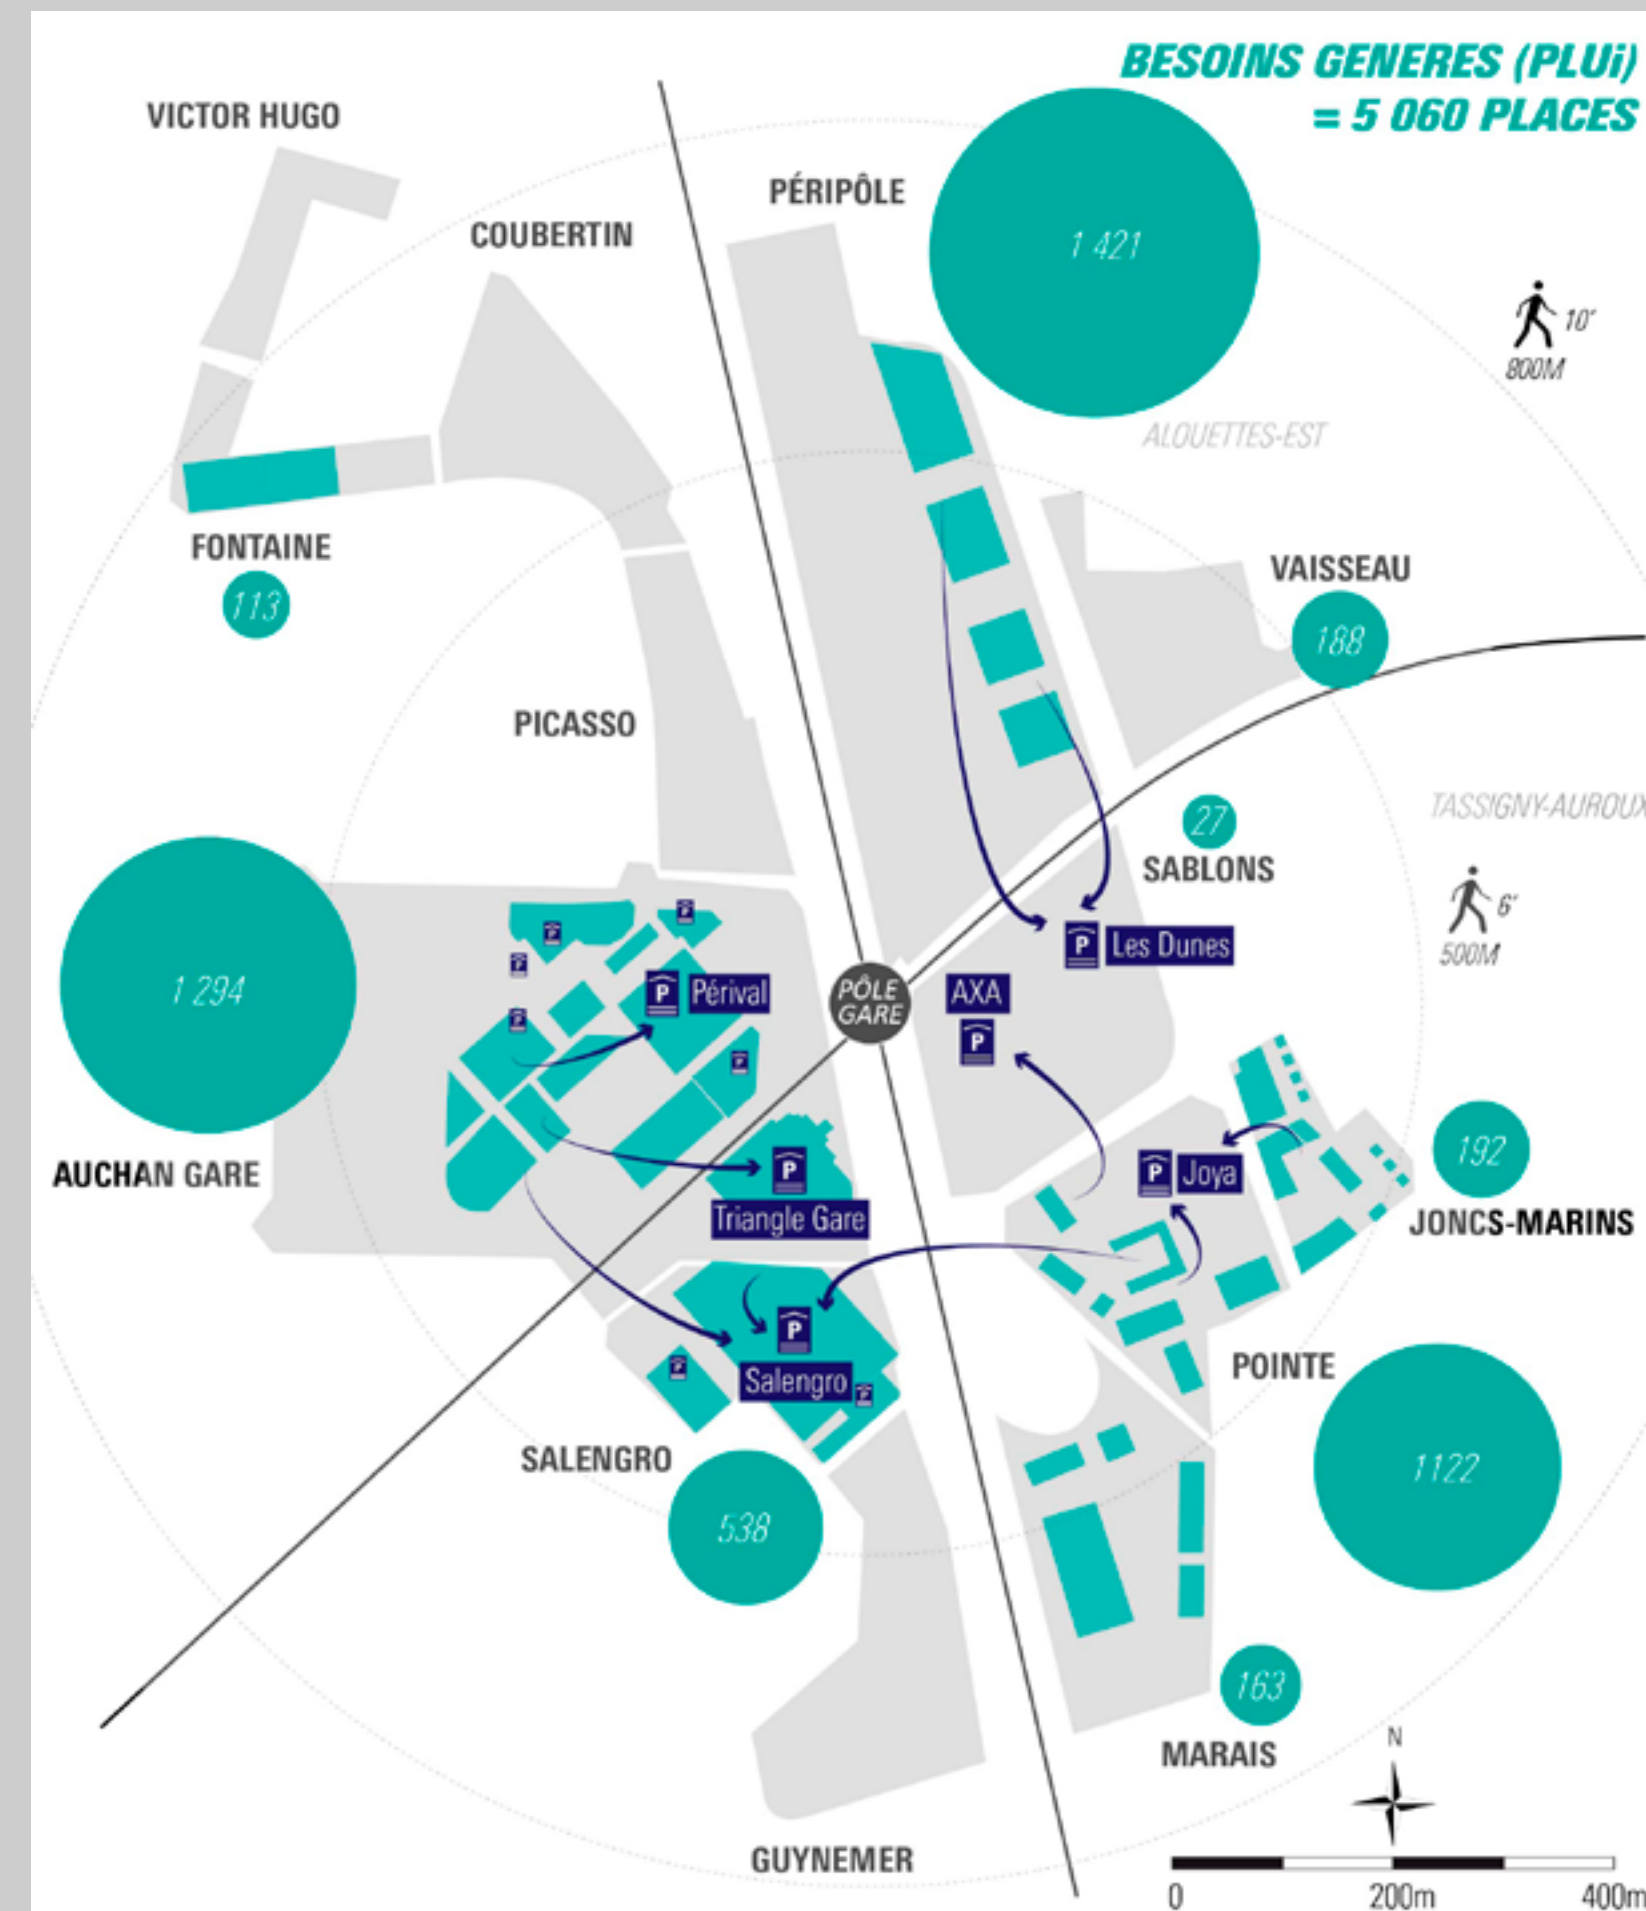 BESOINS GENERES (PLUi)
= 5 060 PLACES
VICTOR HUGO
PÉRIPÔLE
COUBERTIN
1 421
10'
800M
ALOUETTES-EST
FONTAINE
113
VAISSEAU
188
PICASSO
27
SABLONS
TASSIGNY-AUROUX
6'
500M
1 294
AUCHAN GARE
P
P
P
P
P Périval
P
PÔLE
GARE
P Les Dunes
AXA
P
P
Triangle Gare
P Joya
192
JONCS-MARINS
P
Salengro
P
P
SALENGRO
538
POINTE
1122
163
MARAIS
GUYNEMER
N
0 200m 400m